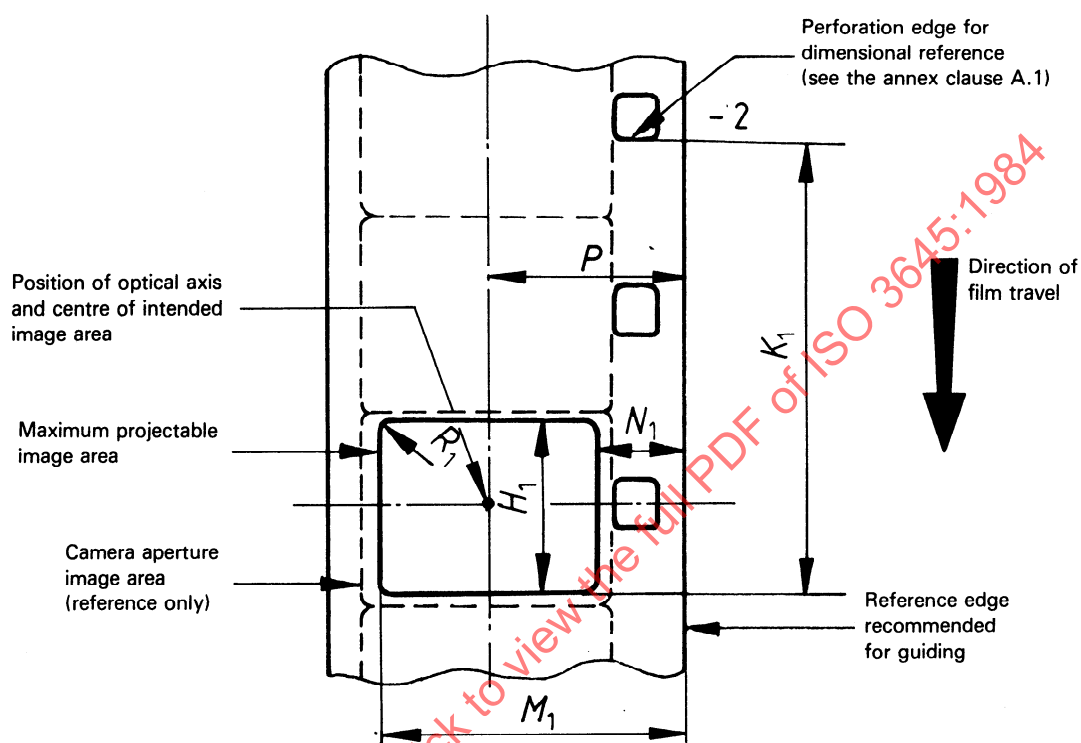 Perforation edge for
dimensional reference
(see the annex clause A.1)
- 2
P
Position of optical axis
and centre of intended
image area
Direction of
film travel
K₁
Maximum projectable
image area
R₁
N₁
H₁
Camera aperture
image area
(reference only)
Reference edge
recommended
for guiding
M₁
ck to view the full PDF of ISO 3645:1984